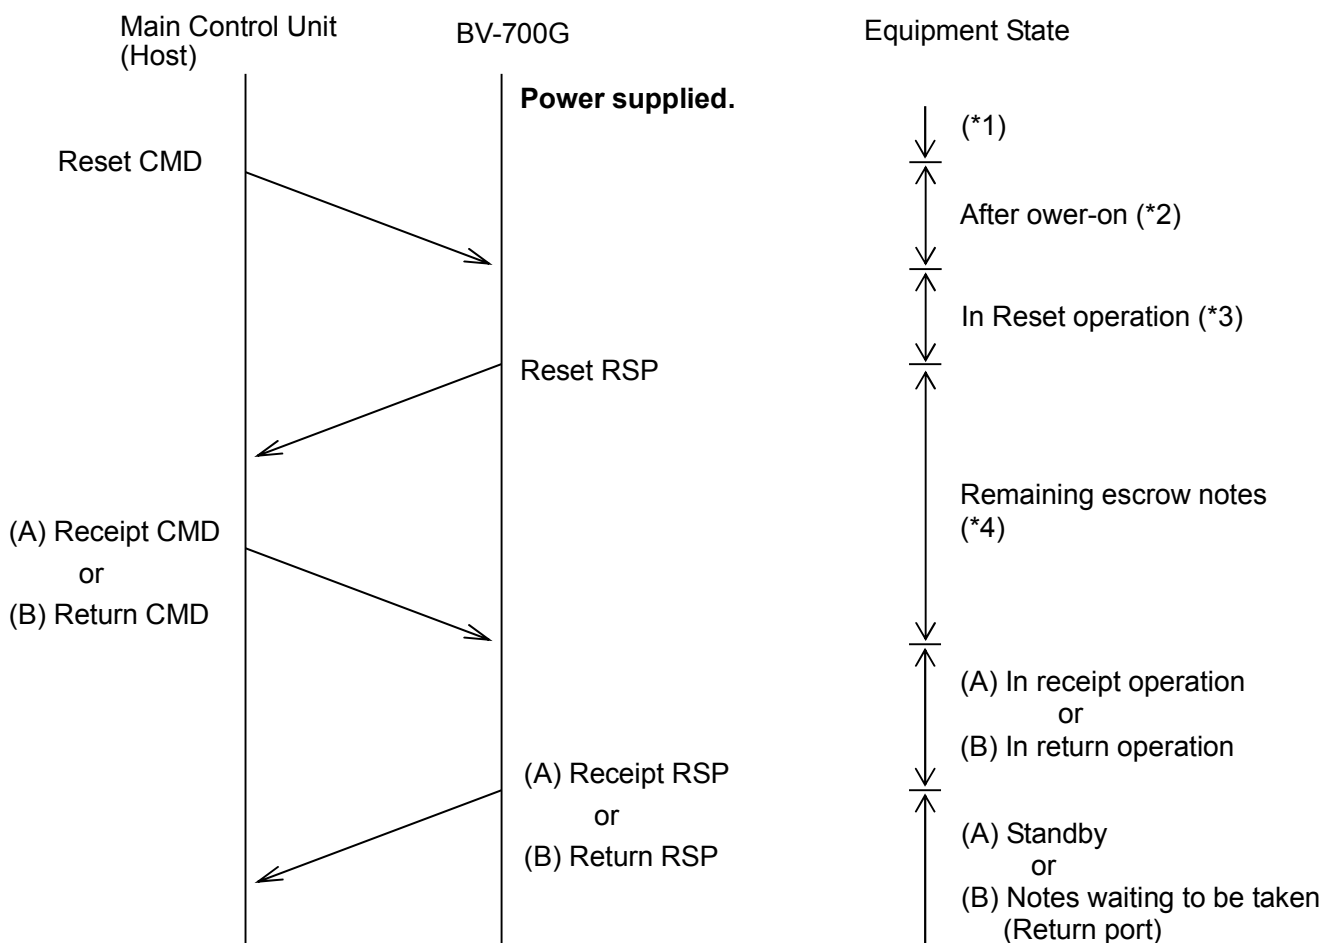 Main Control Unit
(Host)
BV-700G
Equipment State
Power supplied.
(*1)
Reset CMD
After ower-on (*2)
In Reset operation (*3)
Reset RSP
Remaining escrow notes
(*4)
(A) Receipt CMD
or
(B) Return CMD
(A) In receipt operation
or
(B) In return operation
(A) Receipt RSP
or
(B) Return RSP
(A) Standby
or
(B) Notes waiting to be taken
(Return port)